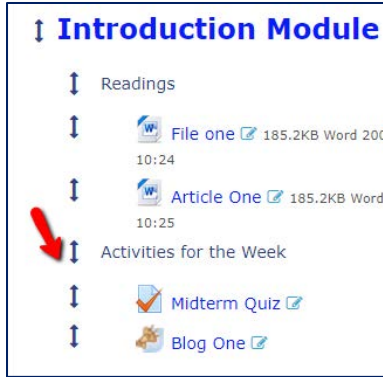 Introduction Module
Readings
File one 185.2KB Word 200
10:24
Article One 185.2KB Word
10:25
Activities for the Week
Midterm Quiz
Blog One